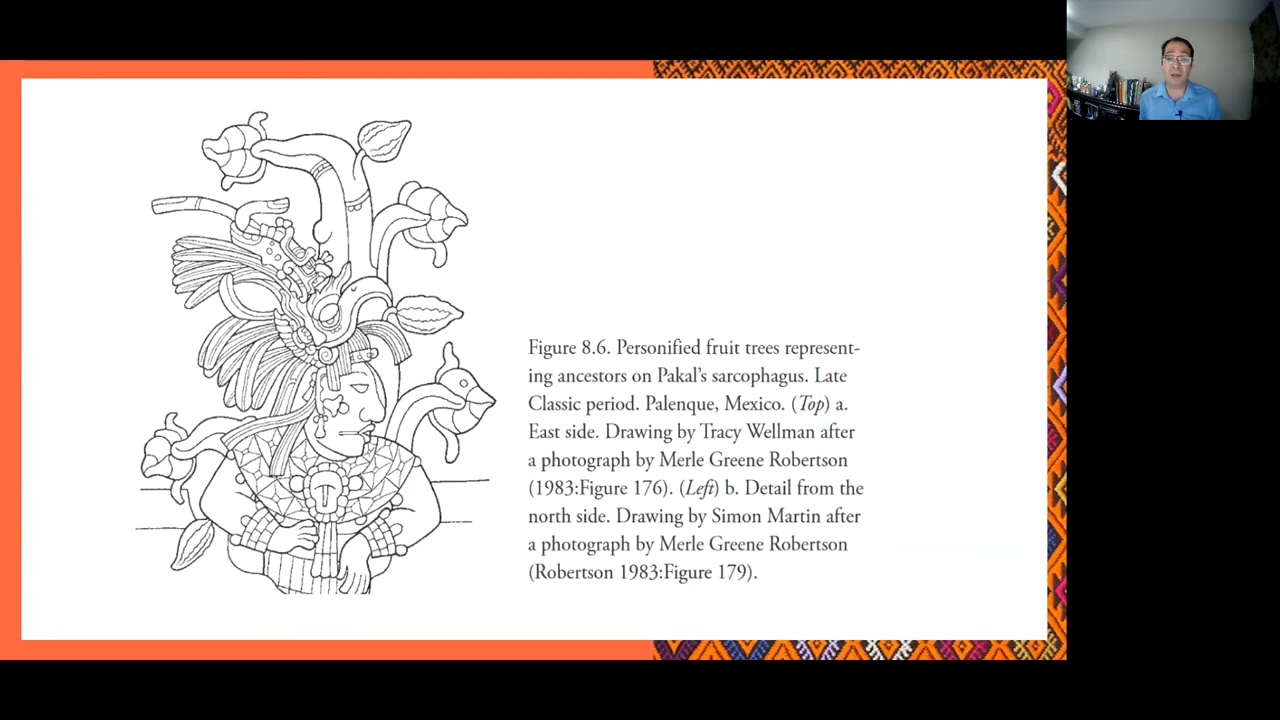 Figure 8.6. Personified fruit trees represent-
ing ancestors on Pakal's sarcophagus. Late
Classic period. Palenque, Mexico. (Top) a.
East side. Drawing by Tracy Wellman after
a photograph by Merle Greene Robertson
(1983:Figure 176). (Left) b. Detail from the
north side. Drawing by Simon Martin after
a photograph by Merle Greene Robertson
(Robertson 1983:Figure 179).